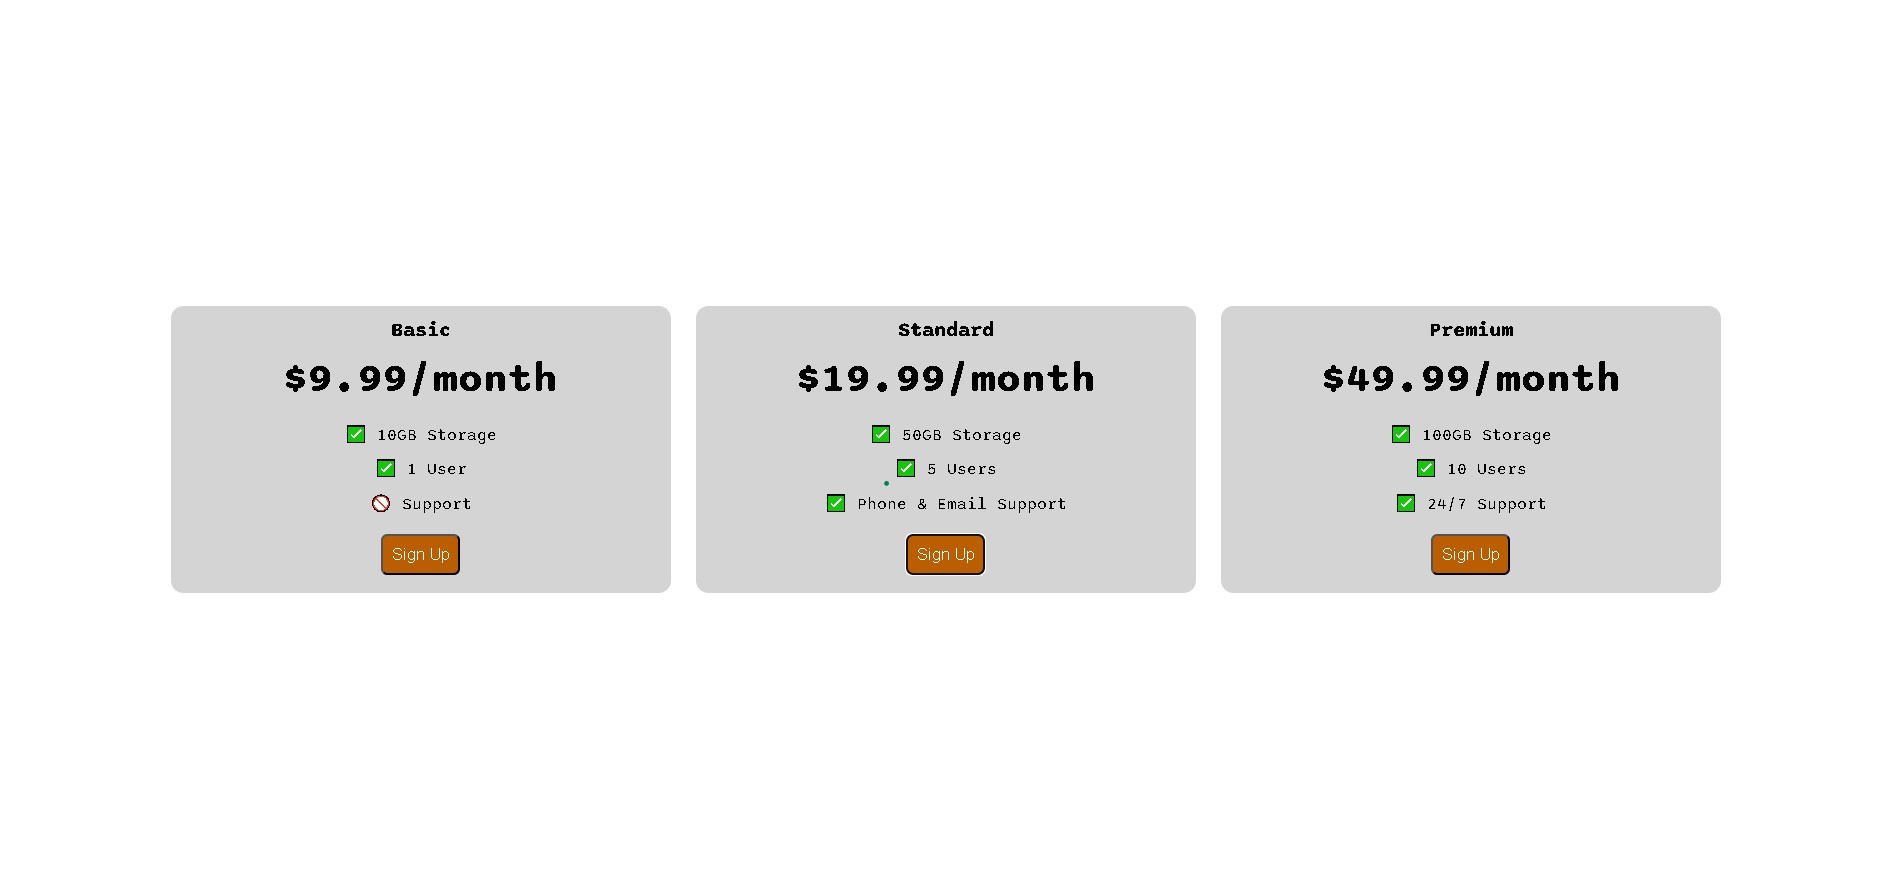 Basic
$9.99/month
✅ 10GB Storage
✅ 1 User
🚫 Support
Sign Up
Standard
$19.99/month
✅ 50GB Storage
✅ 5 Users
✅ Phone & Email Support
Sign Up
Premium
$49.99/month
✅ 100GB Storage
✅ 10 Users
✅ 24/7 Support
Sign Up